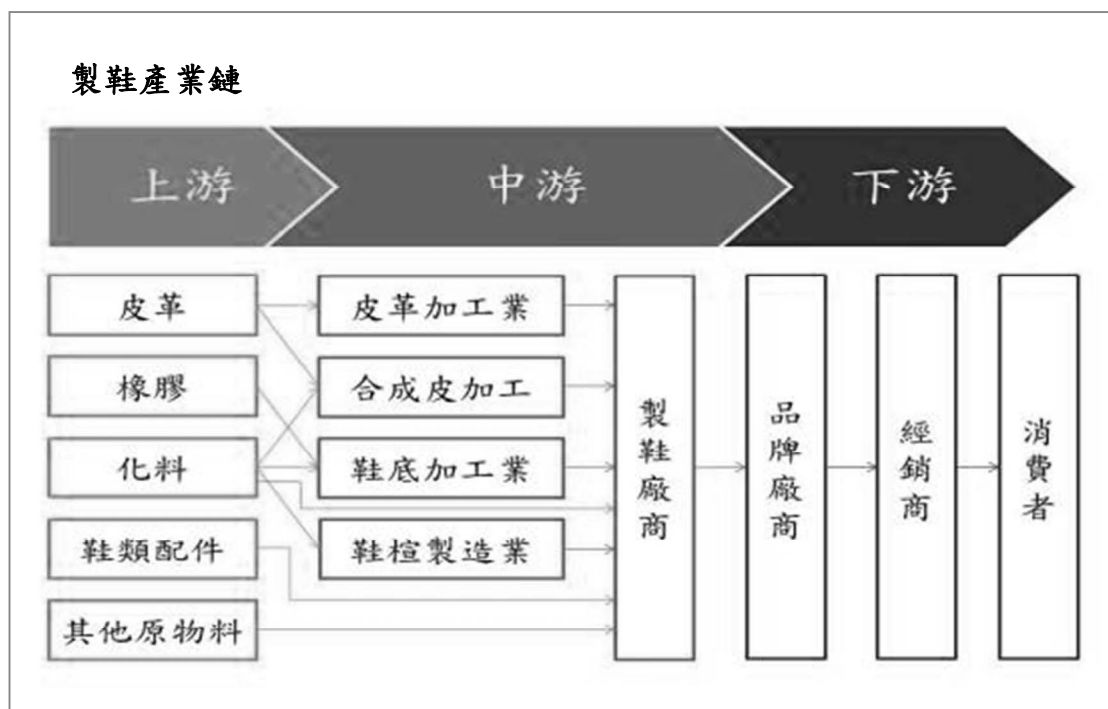 製鞋產業鏈
上游
中游
下游
皮革
橡膠
化料
鞋類配件
其他原物料
皮革加工業
合成皮加工
鞋底加工業
鞋楦製造業
製鞋廠商
品牌廠商
經銷商
消費者